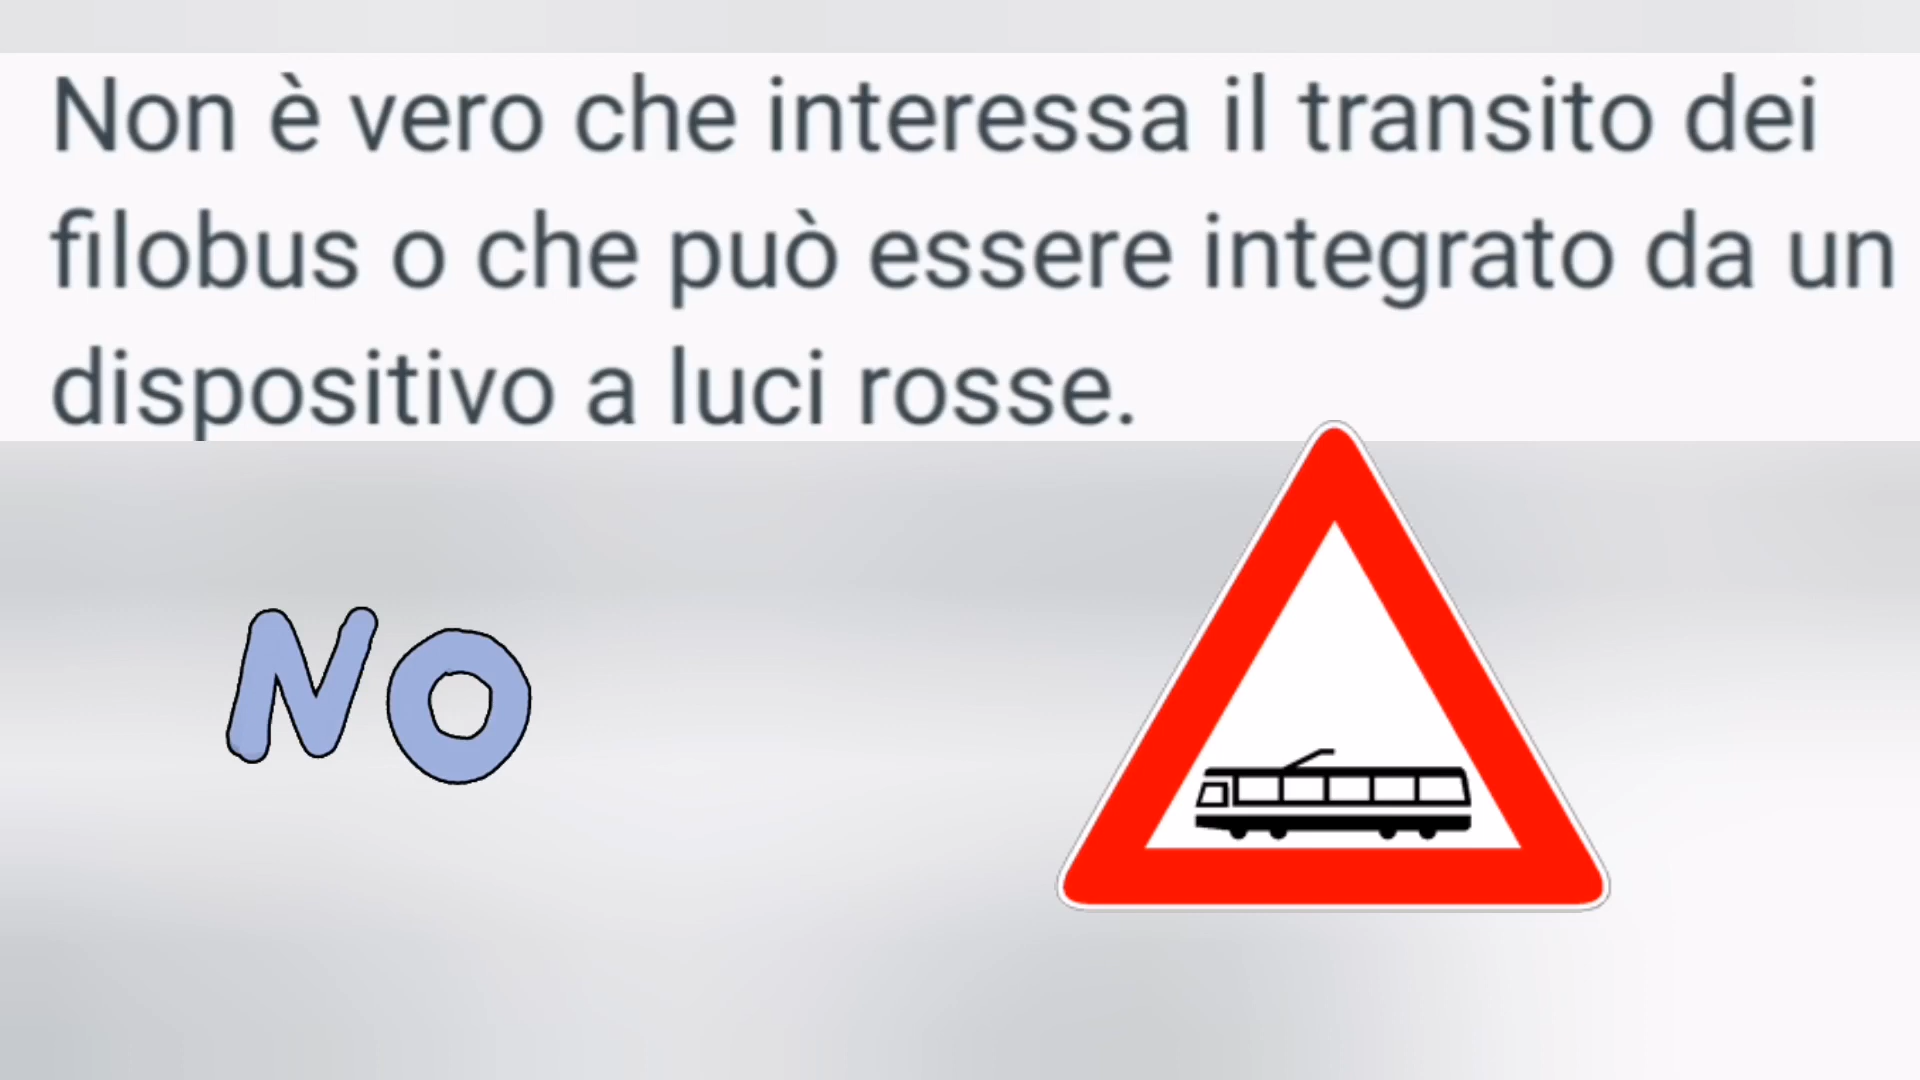 Non è vero che interessa il transito dei
filobus o che può essere integrato da un
dispositivo a luci rosse.
NO